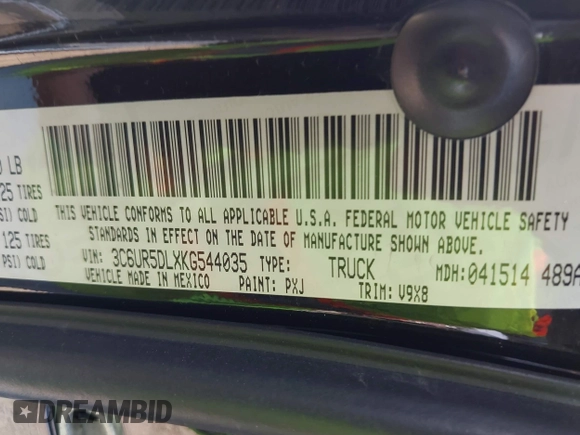 0 LB
25 TIRES
PSI) COLD
125 TIRES
PSI) COLD
THIS VEHICLE CONFORMS TO ALL APPLICABLE U.S.A. FEDERAL MOTOR VEHICLE SAFETY
STANDARDS IN EFFECT ON THE DATE OF MANUFACTURE SHOWN ABOVE.
VIN: 3C6UR5DLXKG544035 TYPE: TRUCK MDH:041514 489A
VEHICLE MADE IN MEXICO PAINT: PXJ TRIM: V9X8
DREAMBID